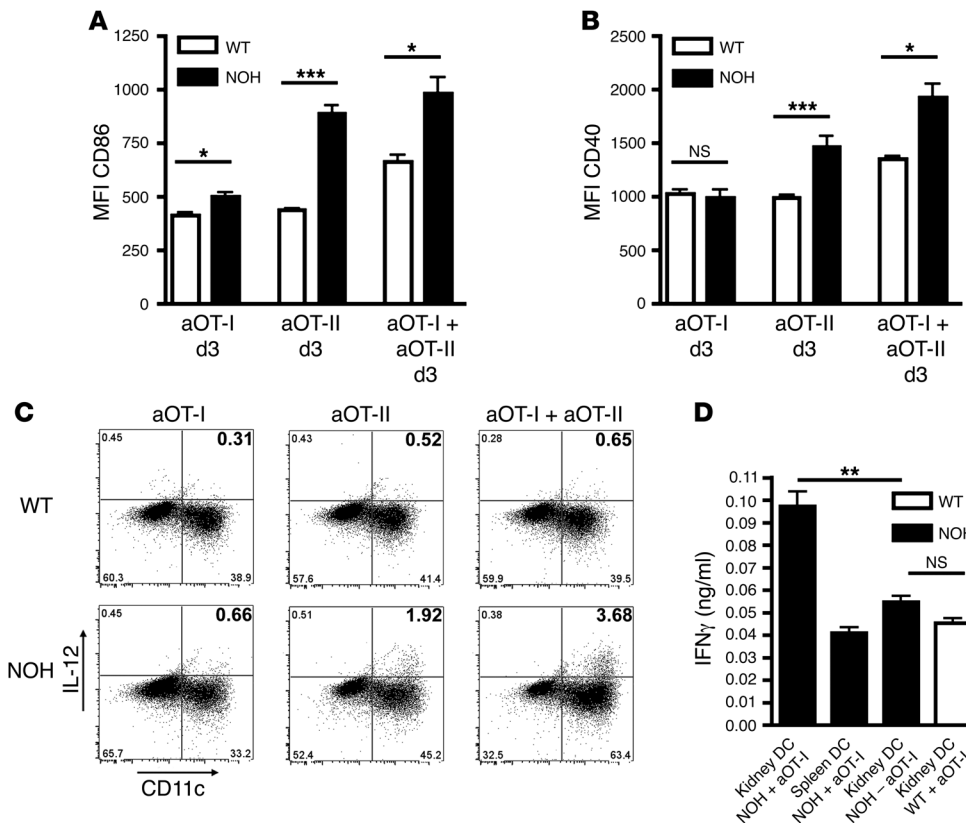 A
1250
1000
750
500
250
0
MFI CD86
WT
NOH
*
***
*
aOT-I
d3
aOT-II
d3
aOT-I +
aOT-II
d3
B
2500
2000
1500
1000
500
0
MFI CD40
WT
NOH
NS
***
*
aOT-I
d3
aOT-II
d3
aOT-I +
aOT-II
d3
C
aOT-I
aOT-II
aOT-I + aOT-II
WT
0.45
0.31
60.3
38.9
0.43
0.52
57.6
41.4
0.28
0.65
59.9
39.5
NOH
0.45
0.66
65.7
33.2
0.51
1.92
52.4
45.2
0.38
3.68
32.5
63.4
IL-12
CD11c
D
0.11
0.10
0.09
0.08
0.07
0.06
0.05
0.04
0.03
0.02
0.01
0.00
IFNγ (ng/ml)
**
WT
NOH
NS
Kidney DC
NOH + aOT-I
Spleen DC
NOH + aOT-I
Kidney DC
NOH – aOT-I
Kidney DC
WT + aOT-I